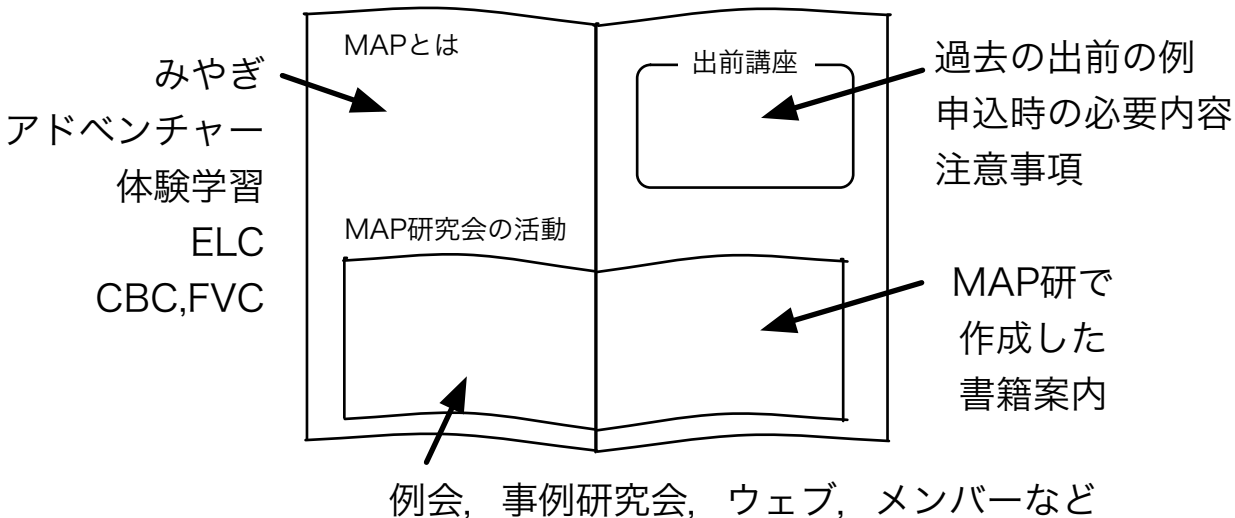 MAPとは
みやぎ
アドベンチャー
体験学習
ELC
CBC,FVC
出前講座
過去の出前の例
申込時の必要内容
注意事項
MAP研究会の活動
MAP研で
作成した
書籍案内
例会，事例研究会，ウェブ，メンバーなど